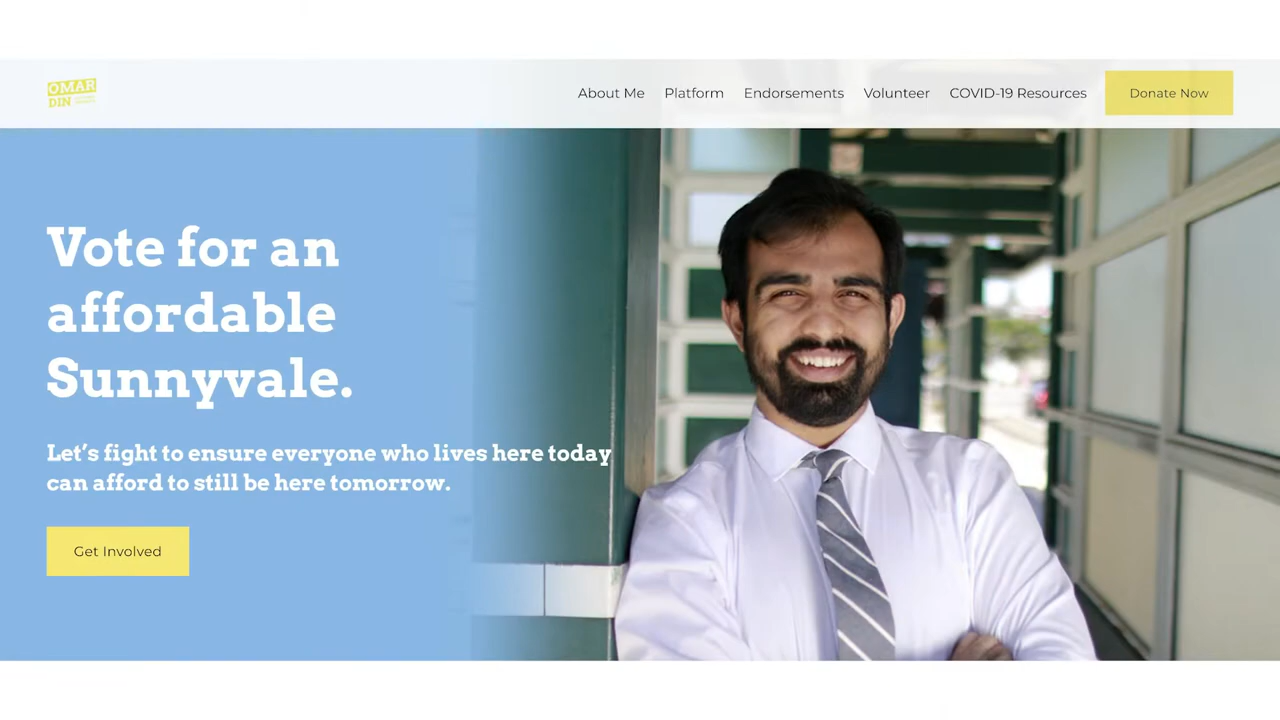 OMAR
DIN
About Me Platform Endorsements Volunteer COVID-19 Resources Donate Now
Vote for an
affordable
Sunnyvale.
Let's fight to ensure everyone who lives here today
can afford to still be here tomorrow.
Get Involved